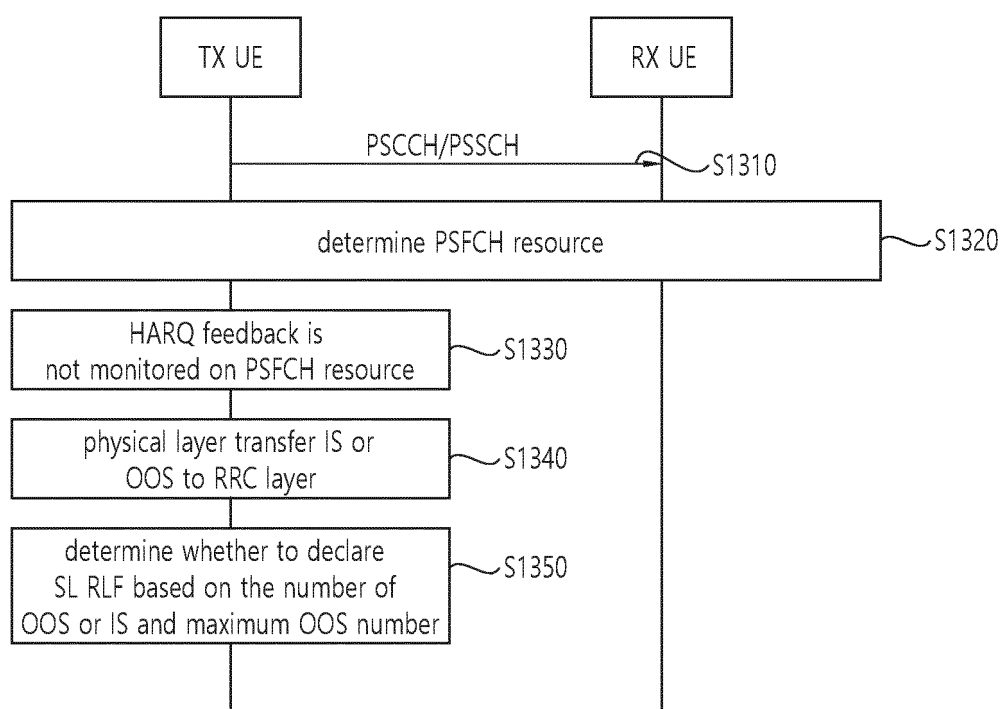 TX UE
RX UE
PSCCH/PSSCH
S1310
determine PSFCH resource
S1320
HARQ feedback is
not monitored on PSFCH resource
S1330
physical layer transfer IS or
OOS to RRC layer
S1340
determine whether to declare
SL RLF based on the number of
OOS or IS and maximum OOS number
S1350